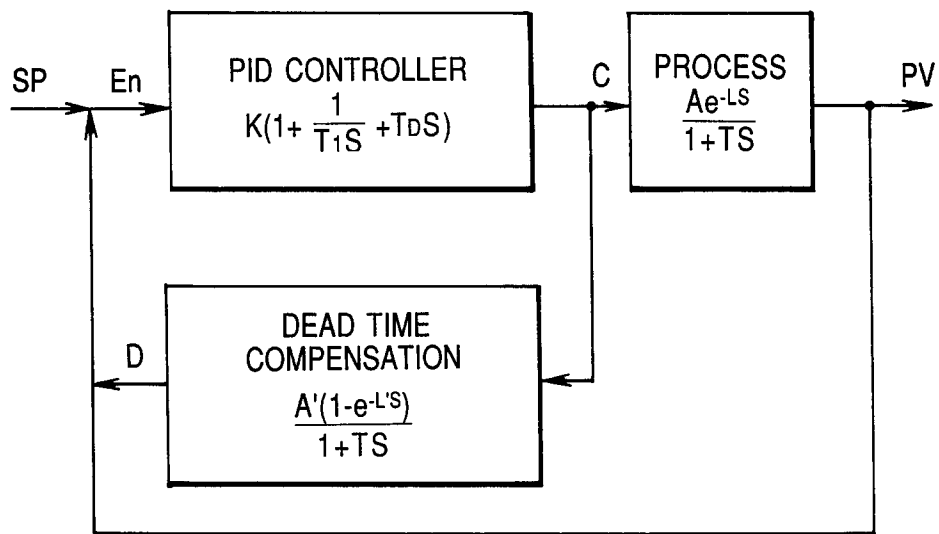 SP
En
PID CONTROLLER
K(1+ 1/T1S +TDS)
C
PROCESS
Ae-LS
1+TS
PV
D
DEAD TIME
COMPENSATION
A'(1-e-L'S)
1+TS